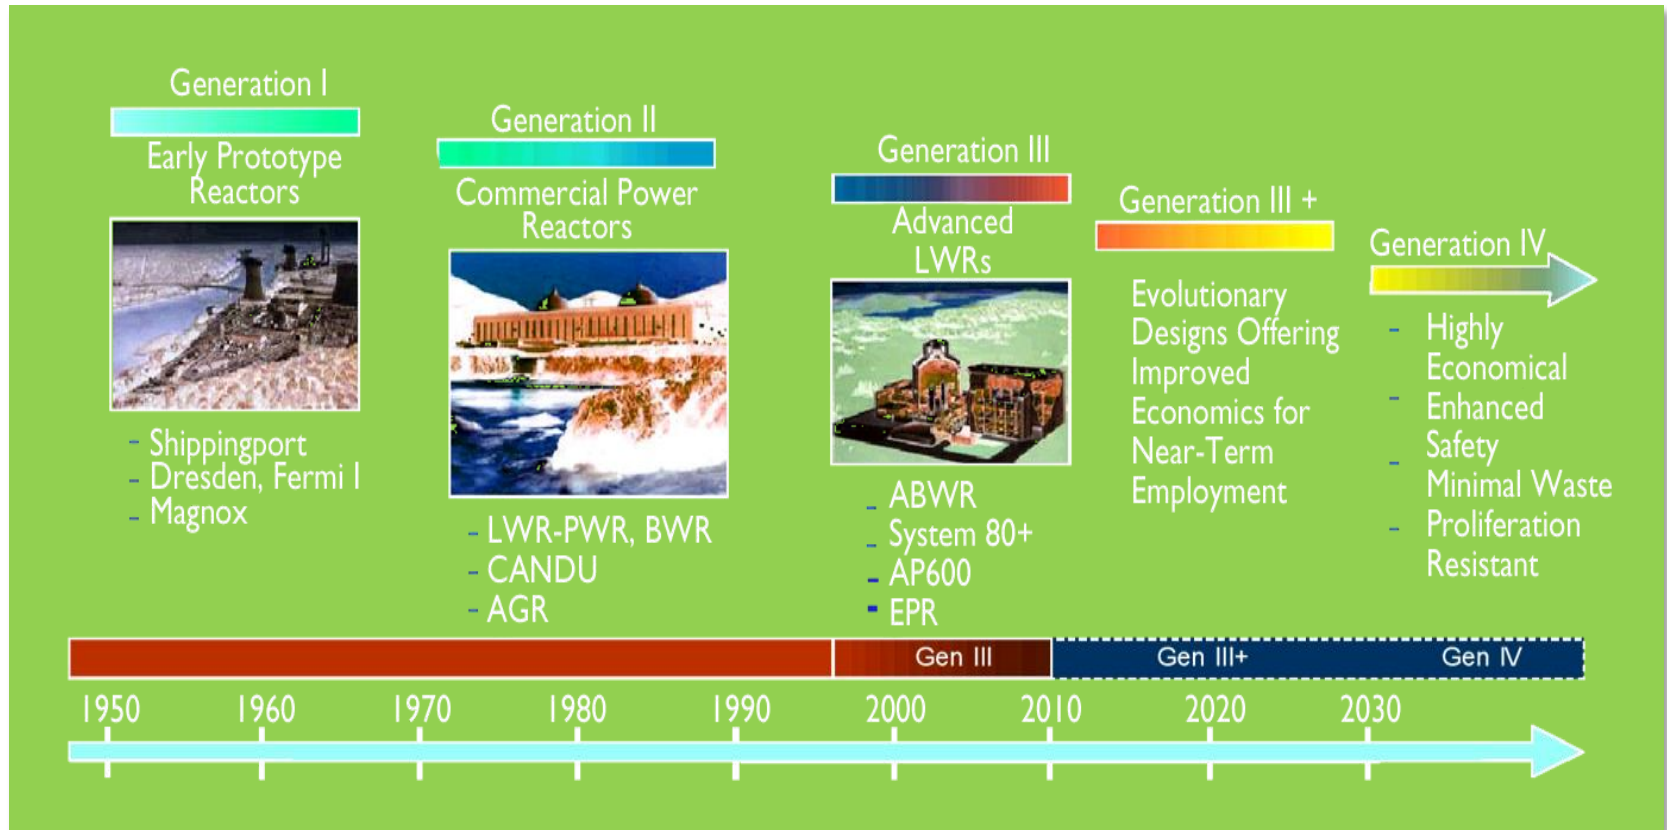 Generation I
Early Prototype
Reactors
- Shippingport
- Dresden, Fermi I
- Magnox
Generation II
Commercial Power
Reactors
- LWR-PWR, BWR
- CANDU
- AGR
Generation III
Advanced
LWRs
- ABWR
- System 80+
- AP600
- EPR
Generation III +
Evolutionary
Designs Offering
Improved
Economics for
Near-Term
Employment
Generation IV
- Highly
Economical
- Enhanced
Safety
- Minimal Waste
- Proliferation
Resistant
Gen III
Gen III+
Gen IV
1950 1960 1970 1980 1990 2000 2010 2020 2030